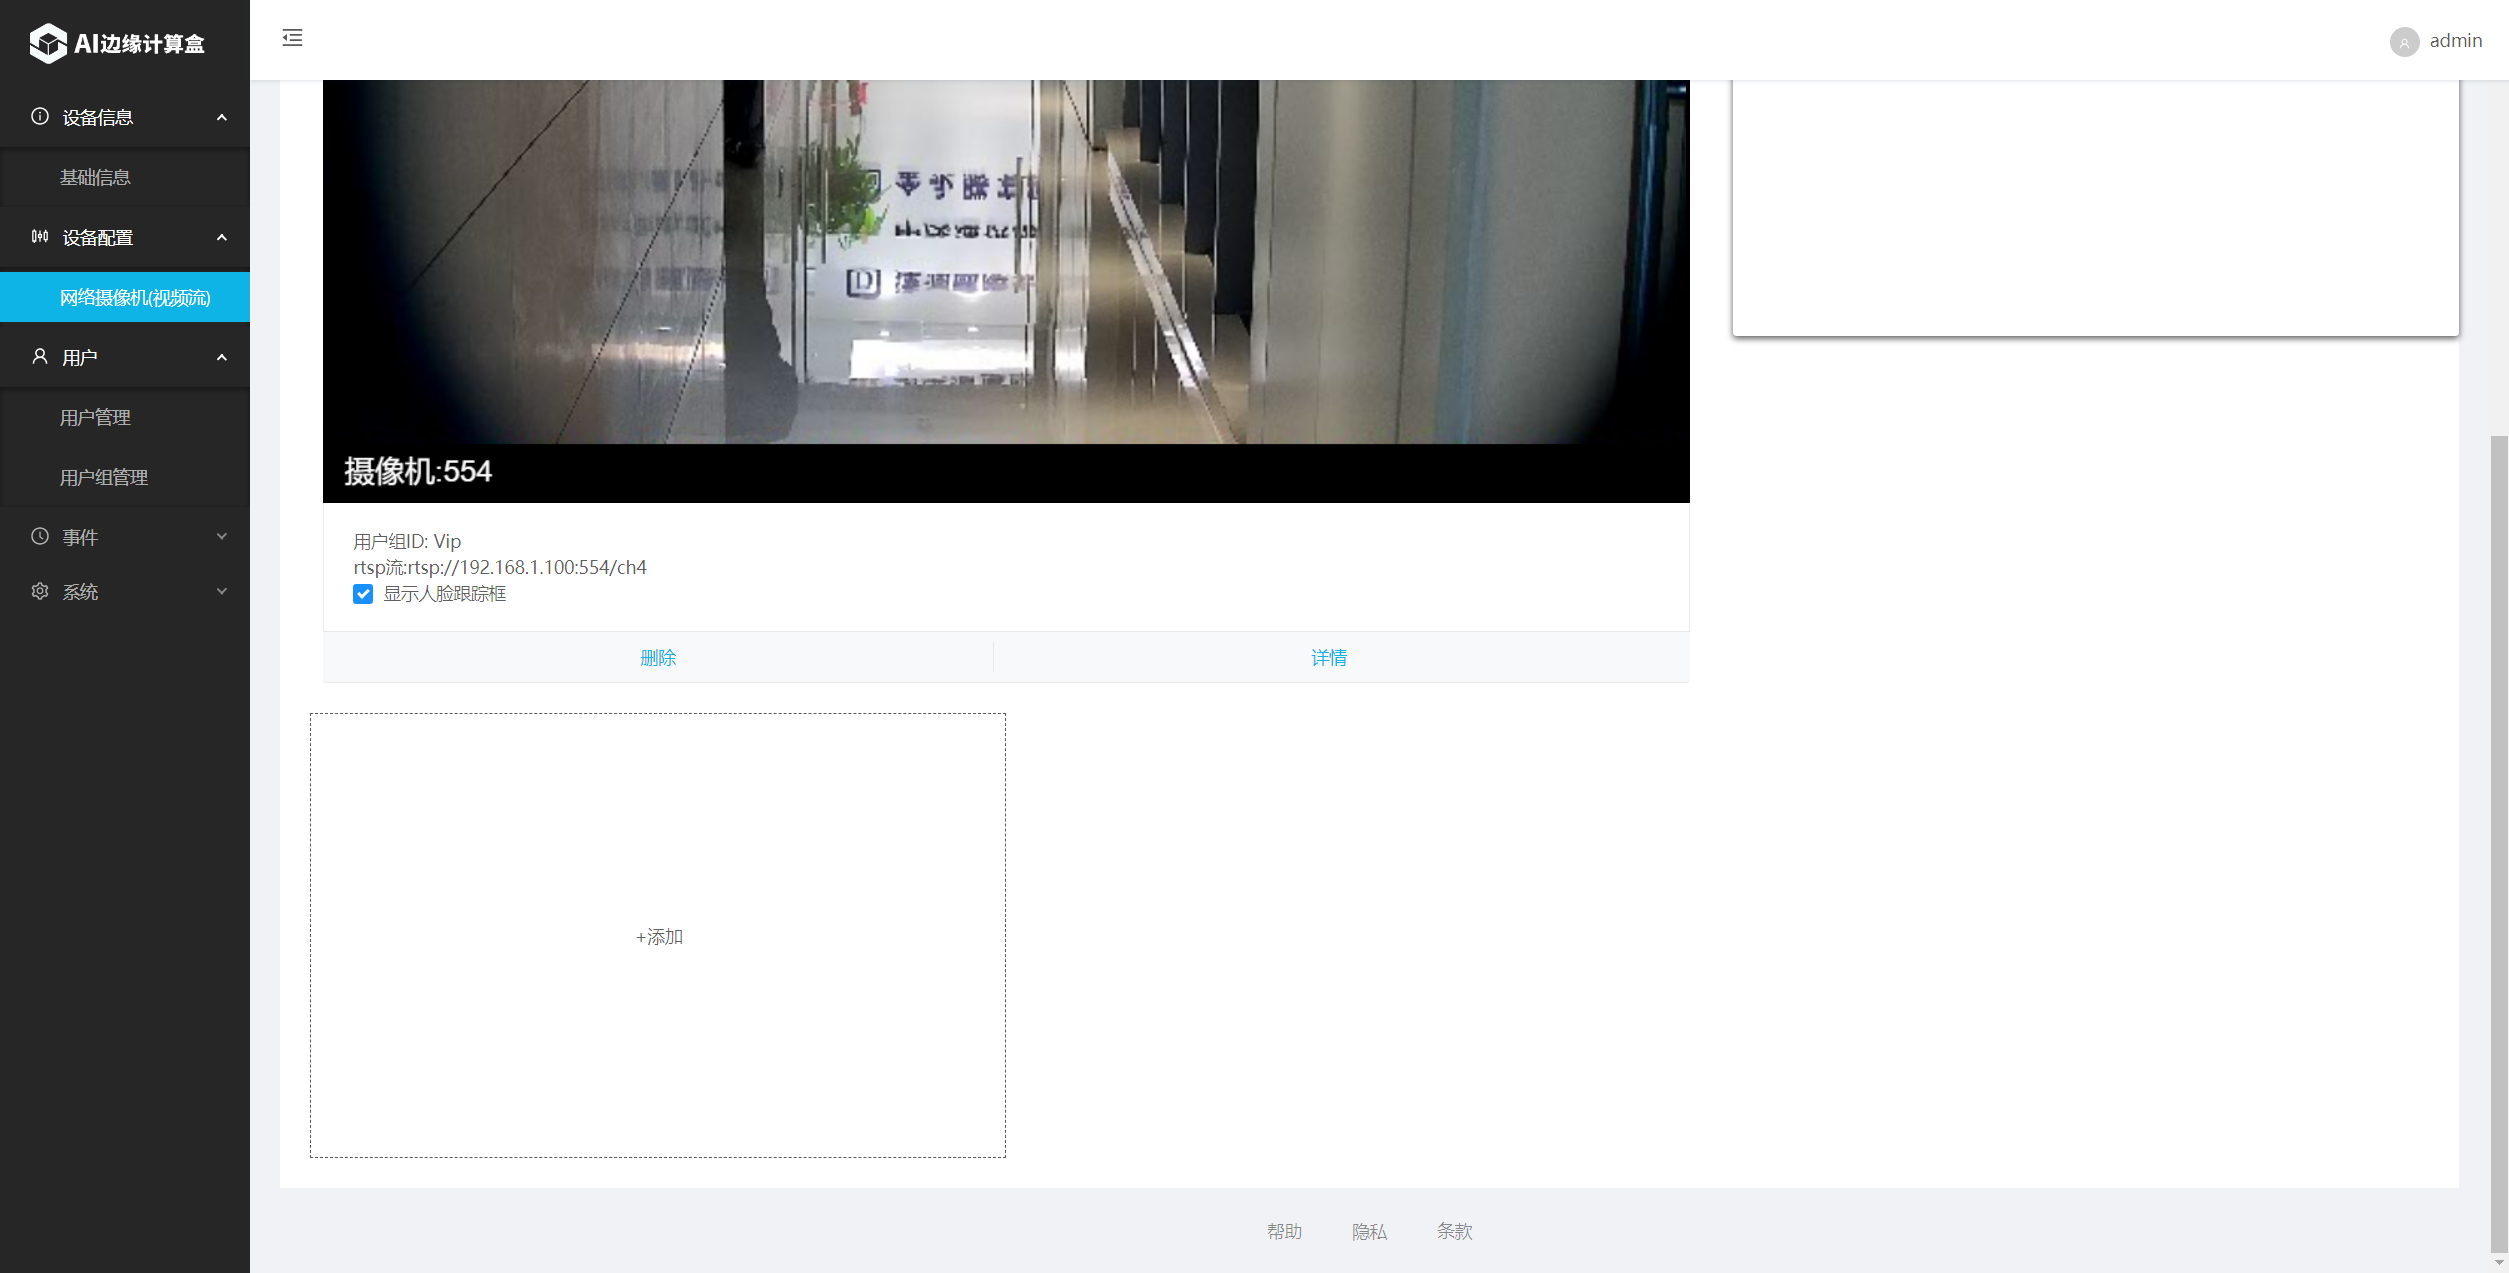 AI边缘计算盒
admin
设备信息
基础信息
设备配置
网络摄像机(视频流)
用户
用户管理
用户组管理
事件
系统
摄像机:554
用户组ID: Vip
rtsp流:rtsp://192.168.1.100:554/ch4
显示人脸跟踪框
删除
详情
+添加
帮助
隐私
条款